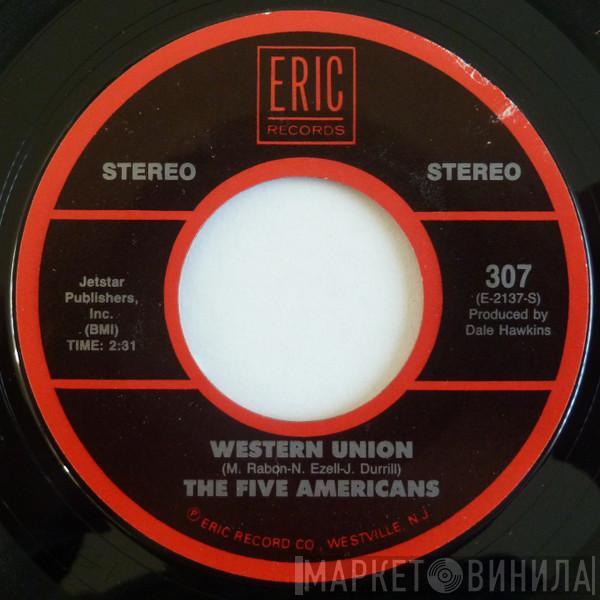 ERIC
RECORDS
STEREO
STEREO
Jetstar
Publishers,
Inc.
(BMI)
TIME: 2:31
307
(E-2137-S)
Produced by
Dale Hawkins
WESTERN UNION
(M. Rabon-N. Ezell-J. Durrill)
THE FIVE AMERICANS
℗ ERIC RECORD CO., WESTVILLE, N.J.
МАРКЕТ ВИНИЛА